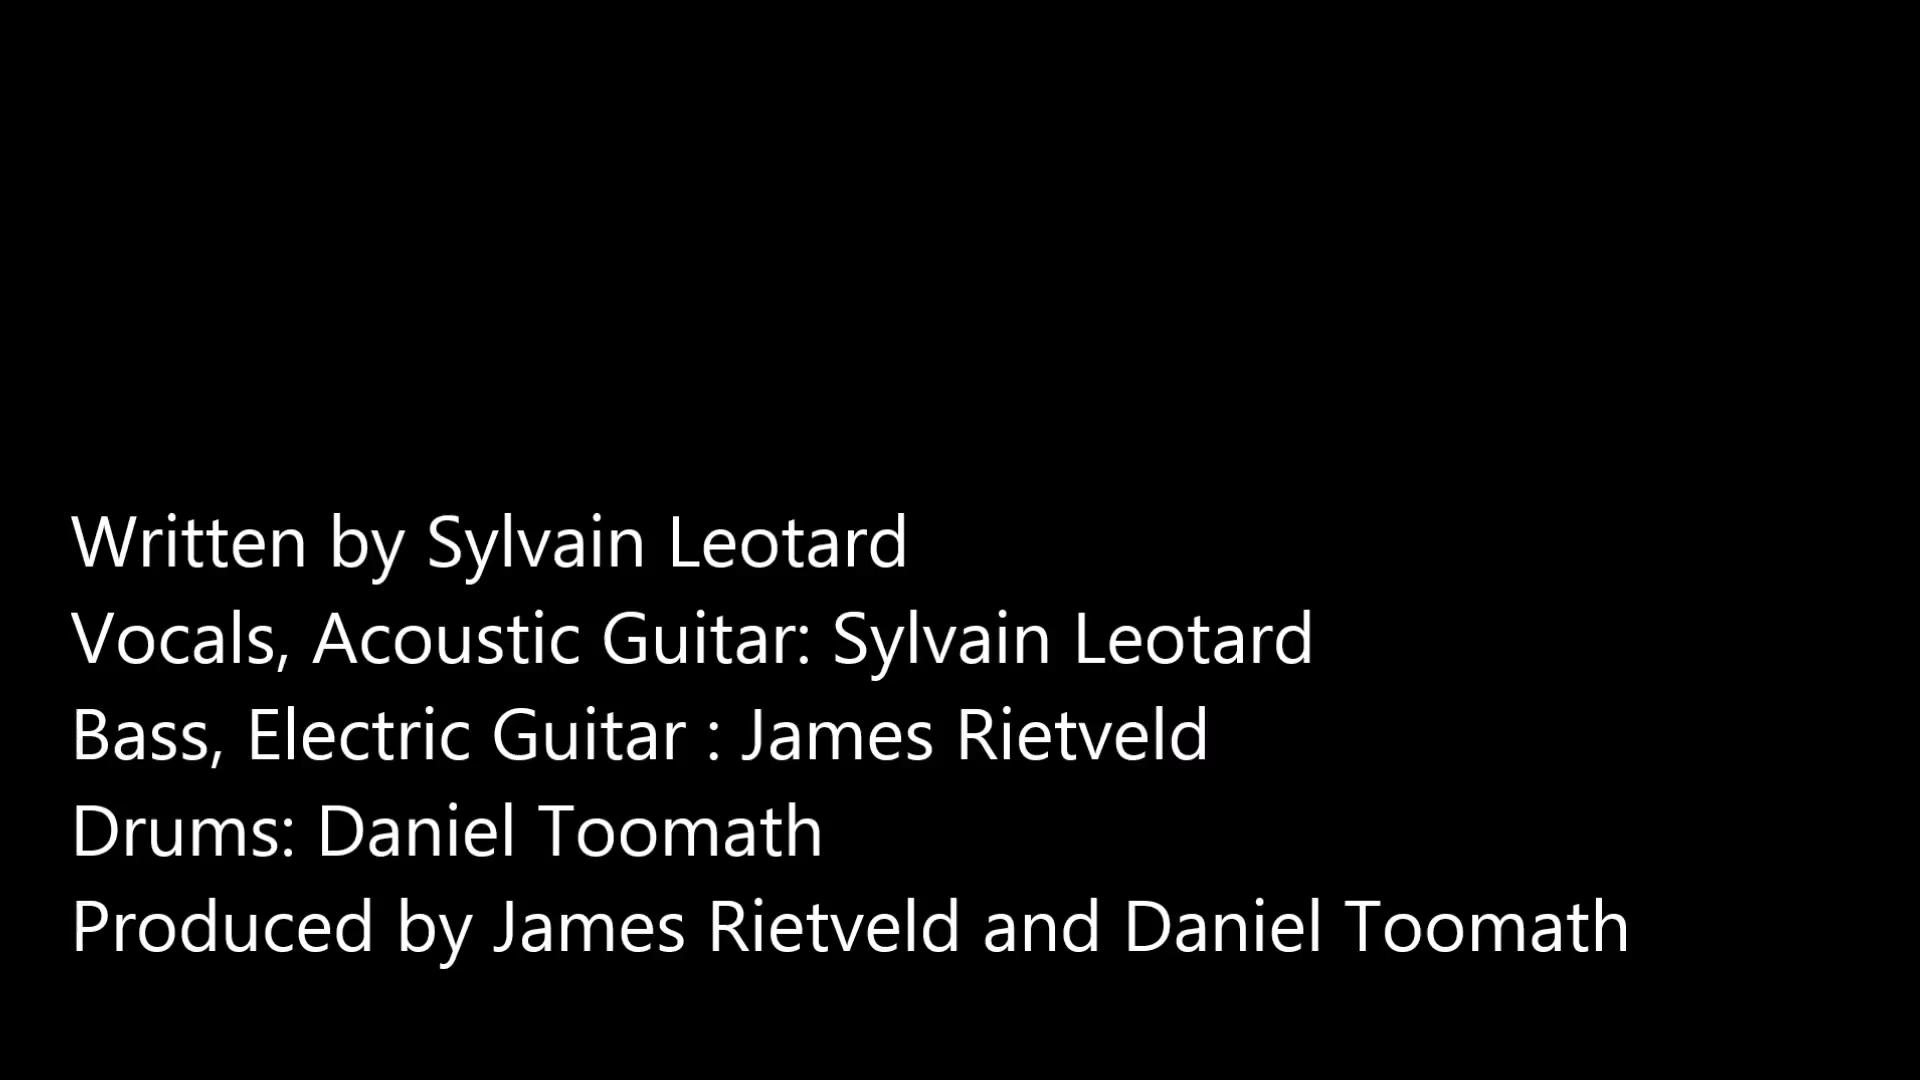 Written by Sylvain Leotard
Vocals, Acoustic Guitar: Sylvain Leotard
Bass, Electric Guitar : James Rietveld
Drums: Daniel Toomath
Produced by James Rietveld and Daniel Toomath